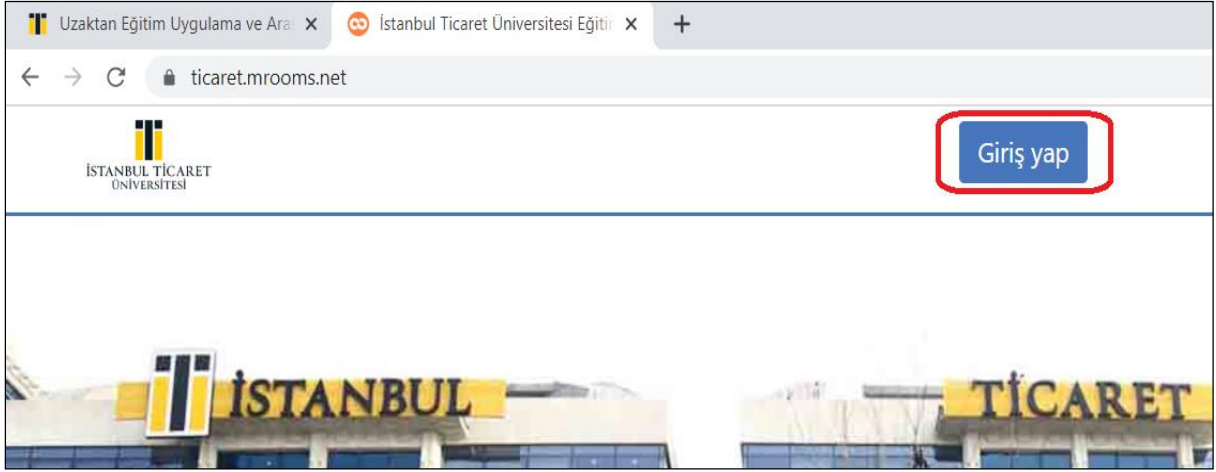 Uzaktan Eğitim Uygulama ve Ara
İstanbul Ticaret Üniversitesi Eğitir
ticaret.mrooms.net
İSTANBUL TİCARET
ÜNİVERSİTESİ
Giriş yap
İSTANBUL
TİCARET